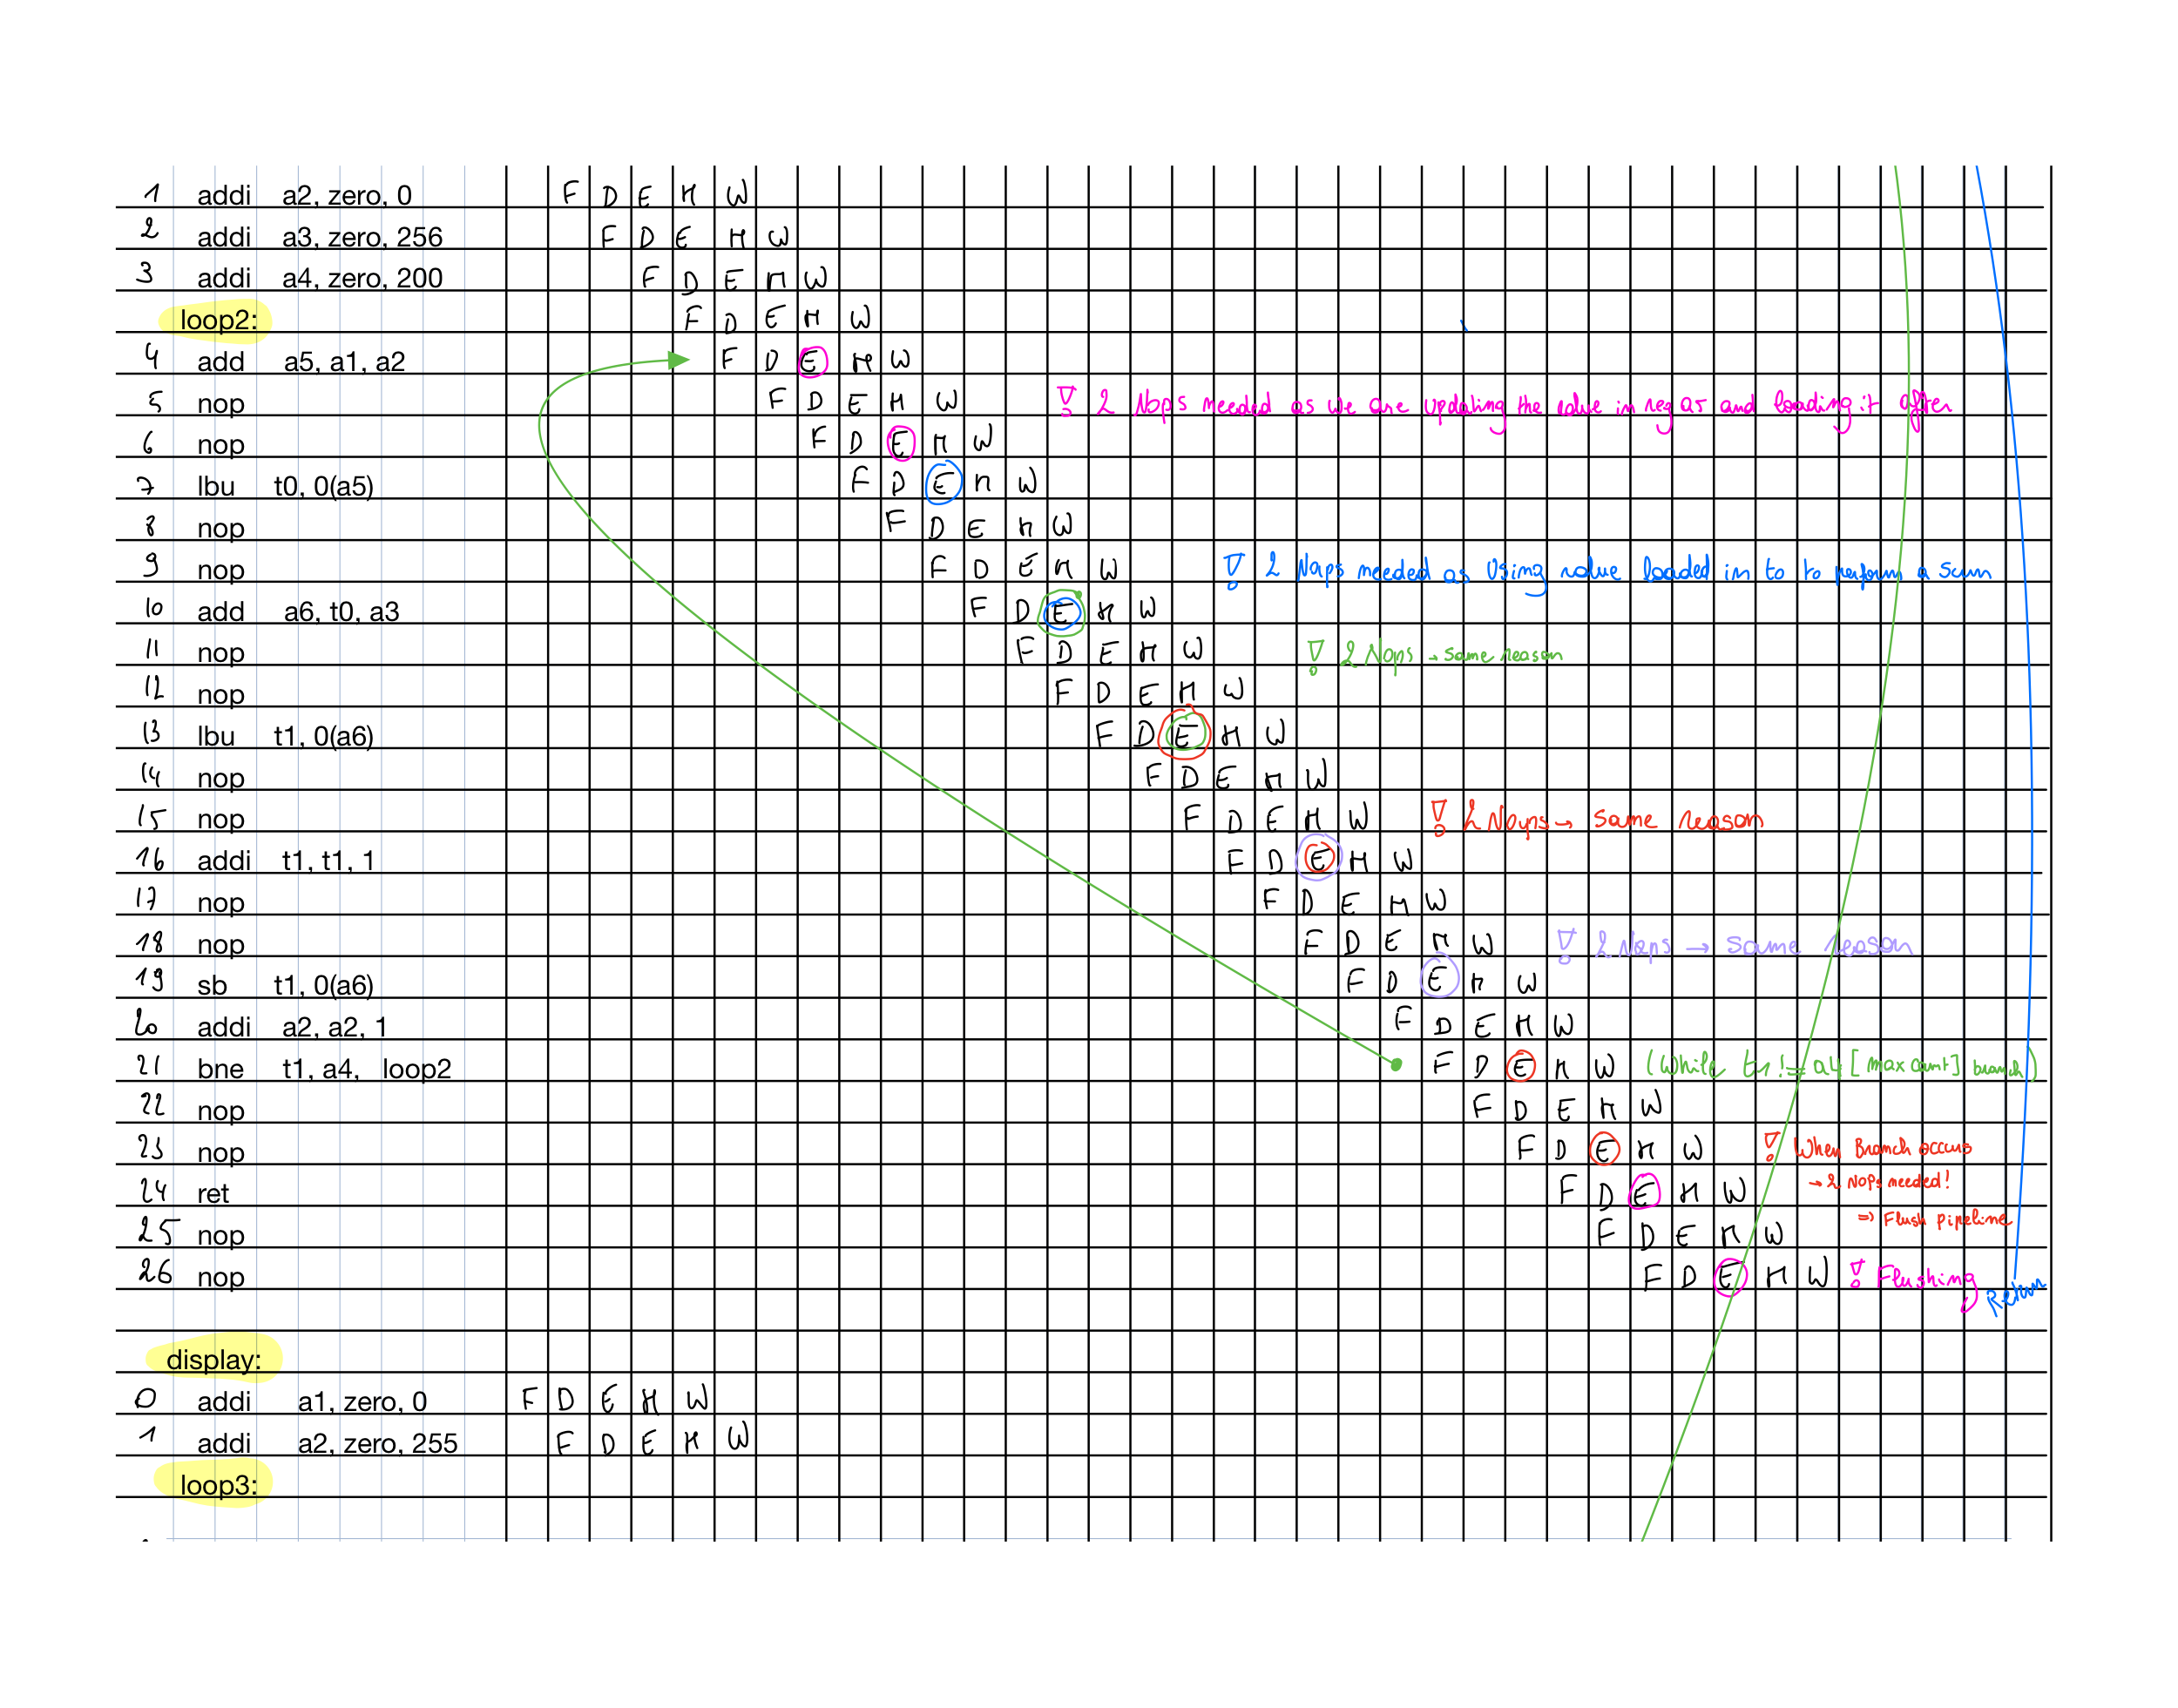 1 addi a2, zero, 0 F D E M W
2 addi a3, zero, 256 F D E M W
3 addi a4, zero, 200 F D E M W
loop2: F D E M W
4 add a5, a1, a2 F D E M W
5 nop F D E M W ! 2 Nops needed as we are updating the value in reg a5 and loading it after
6 nop F D E M W
7 lbu t0, 0(a5) F D E M W
8 nop F D E M W
9 nop F D E M W ! 2 Nops needed as Using value loaded in to to perform a sum
10 add a6, t0, a3 F D E M W
11 nop F D E M W ! 2 Nops → same reason
12 nop F D E M W
13 lbu t1, 0(a6) F D E M W
14 nop F D E M W
15 nop F D E M W ! 2 Noyns → same reason
16 addi t1, t1, 1 F D E M W
17 nop F D E M W
18 nop F D E M W ! 2 Nops → same reason
19 sb t1, 0(a6) F D E M W
20 addi a2, a2, 1 F D E M W
21 bne t1, a4, loop2 F D E M W (While t1 != a4 [max count] branch)
22 nop F D E M W
23 nop F D E M W ! When Branch occurs
24 ret F D E M W → 2 NOPs needed!
25 nop F D E M W => Flush pipeline
26 nop F D E M W ! Flushing Return
display:
0 addi a1, zero, 0 F D E M W
1 addi a2, zero, 255 F D E M W
loop3: